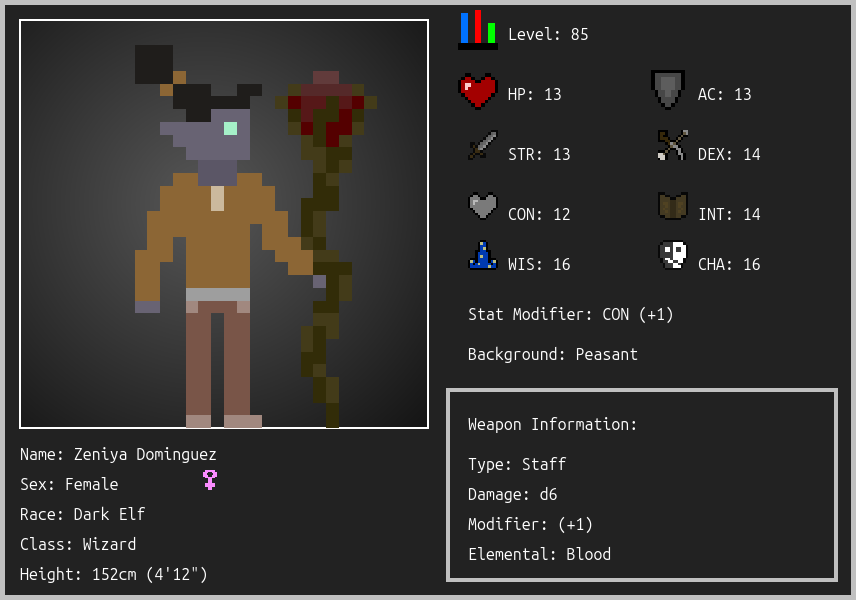 Level: 85
HP: 13
AC: 13
STR: 13
DEX: 14
CON: 12
INT: 14
WIS: 16
CHA: 16
Stat Modifier: CON (+1)
Background: Peasant
Weapon Information:
Type: Staff
Damage: d6
Modifier: (+1)
Elemental: Blood
Name: Zeniya Dominguez
Sex: Female
Race: Dark Elf
Class: Wizard
Height: 152cm (4'12")